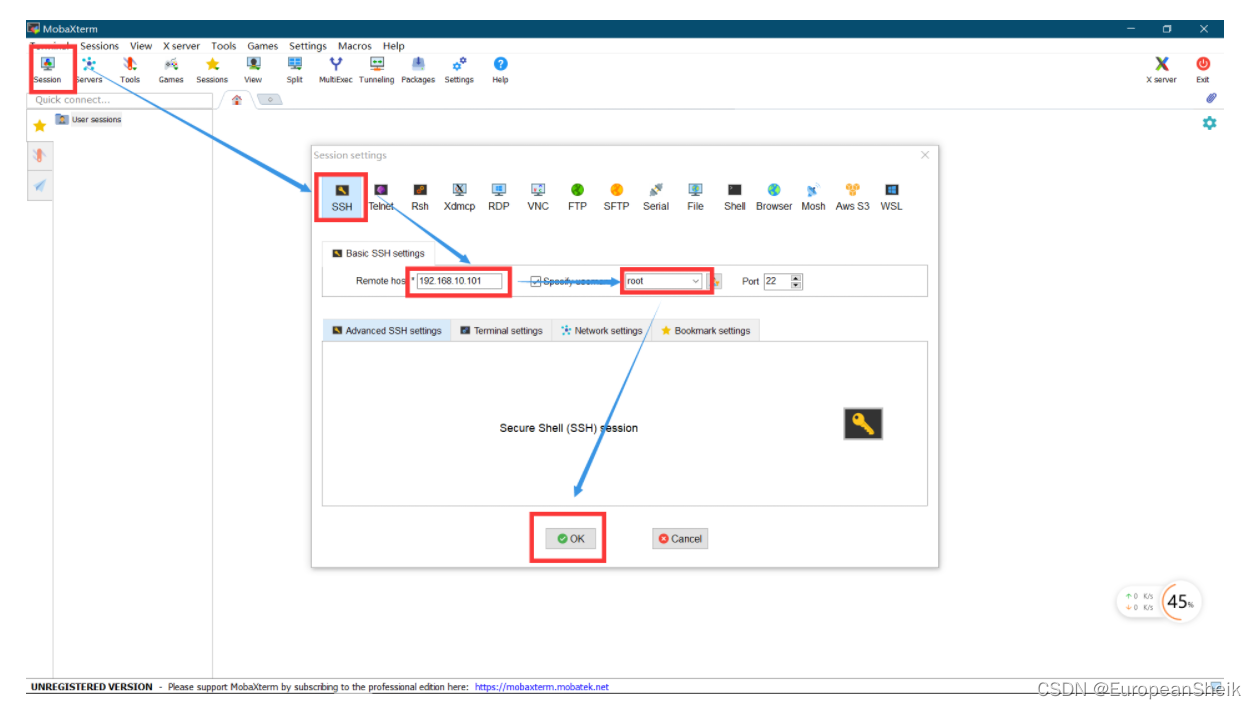 MobaXterm
Terminal Sessions View X server Tools Games Settings Macros Help
Session Servers Tools Games Sessions View Split MultiExec Tunneling Packages Settings Help X server Exit
Quick connect...
User sessions
Session settings
SSH Telnet Rsh Xdmcp RDP VNC FTP SFTP Serial File Shell Browser Mosh Aws S3 WSL
Basic SSH settings
Remote host * 192.168.10.101 Specify username root Port 22
Advanced SSH settings Terminal settings Network settings Bookmark settings
Secure Shell (SSH) session
OK Cancel
↑ 0 K/s
↓ 0 K/s
45%
UNREGISTERED VERSION - Please support MobaXterm by subscribing to the professional edition here: https://mobaxterm.mobatek.net
CSDN @EuropeanSheik